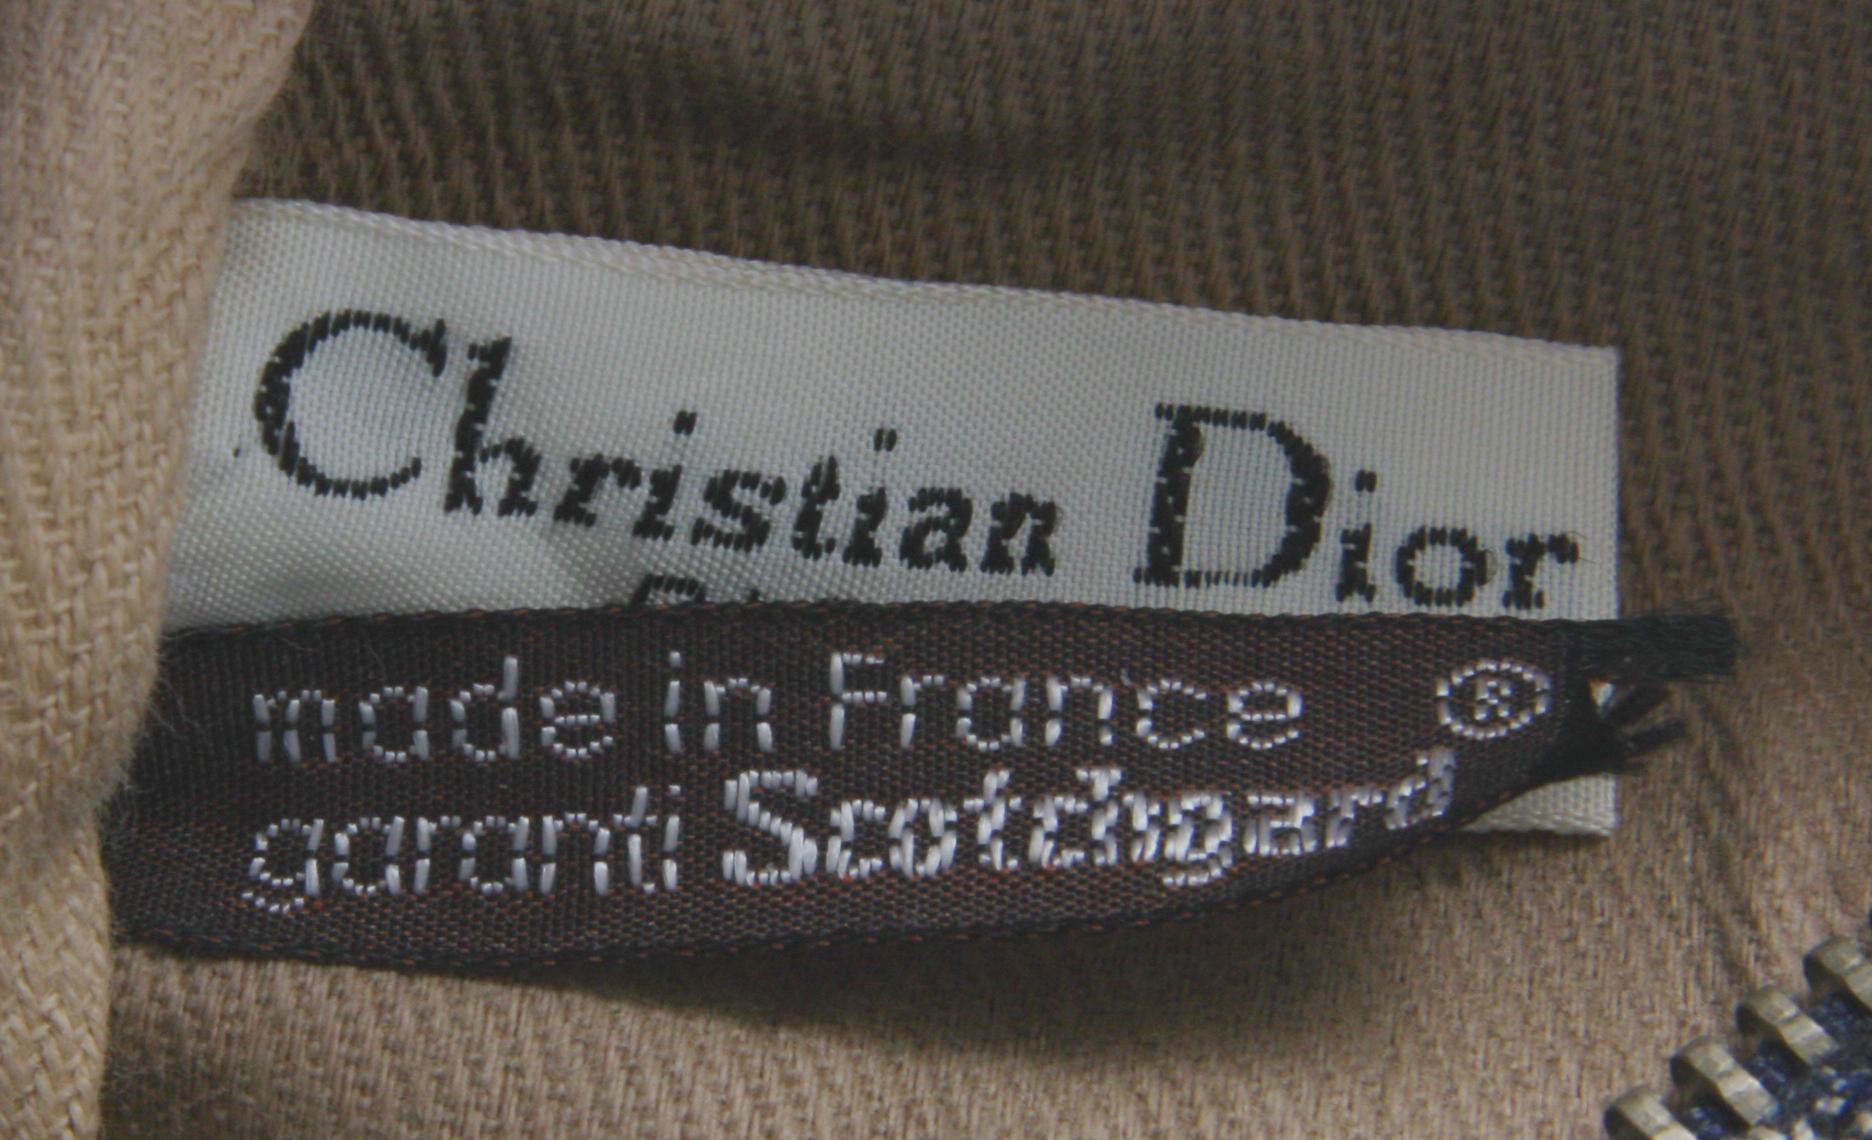 Christian Dior
made in France
garanti Scotchgard ®